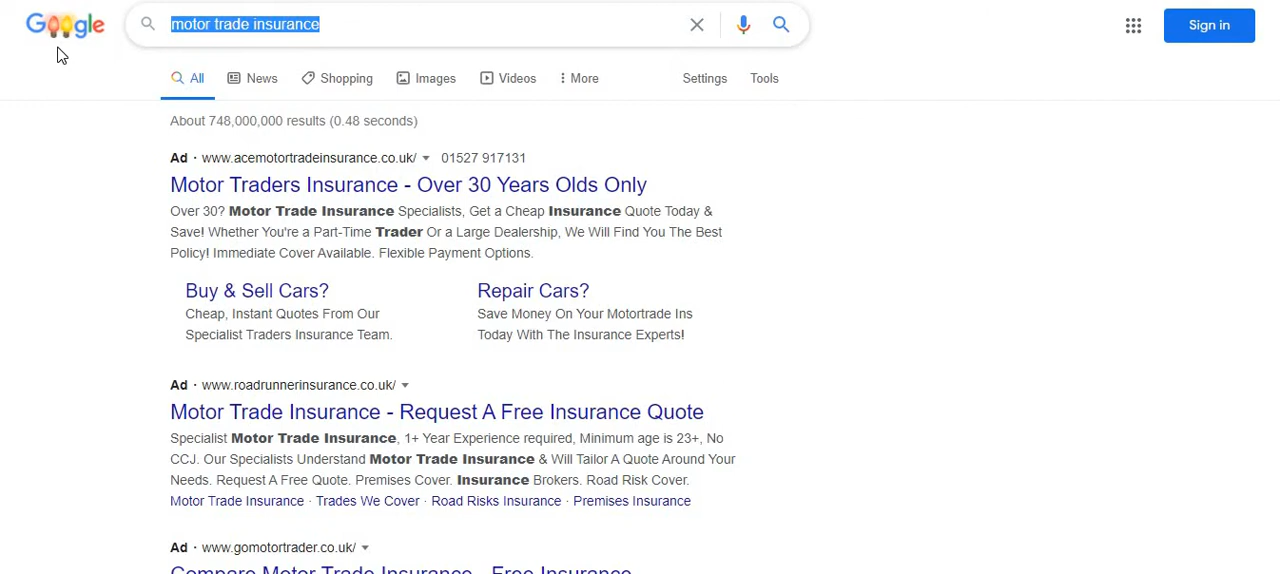 Google
motor trade insurance
Sign in
All News Shopping Images Videos More Settings Tools
About 748,000,000 results (0.48 seconds)
Ad · www.acemotortradeinsurance.co.uk/ 01527 917131
Motor Traders Insurance - Over 30 Years Olds Only
Over 30? Motor Trade Insurance Specialists, Get a Cheap Insurance Quote Today &
Save! Whether You're a Part-Time Trader Or a Large Dealership, We Will Find You The Best
Policy! Immediate Cover Available. Flexible Payment Options.
Buy & Sell Cars?
Cheap, Instant Quotes From Our
Specialist Traders Insurance Team.
Repair Cars?
Save Money On Your Motortrade Ins
Today With The Insurance Experts!
Ad · www.roadrunnerinsurance.co.uk/
Motor Trade Insurance - Request A Free Insurance Quote
Specialist Motor Trade Insurance, 1+ Year Experience required, Minimum age is 23+, No
CCJ. Our Specialists Understand Motor Trade Insurance & Will Tailor A Quote Around Your
Needs. Request A Free Quote. Premises Cover. Insurance Brokers. Road Risk Cover.
Motor Trade Insurance · Trades We Cover · Road Risks Insurance · Premises Insurance
Ad · www.gomotortrader.co.uk/
Compare Motor Trade Insurance - Free Insurance